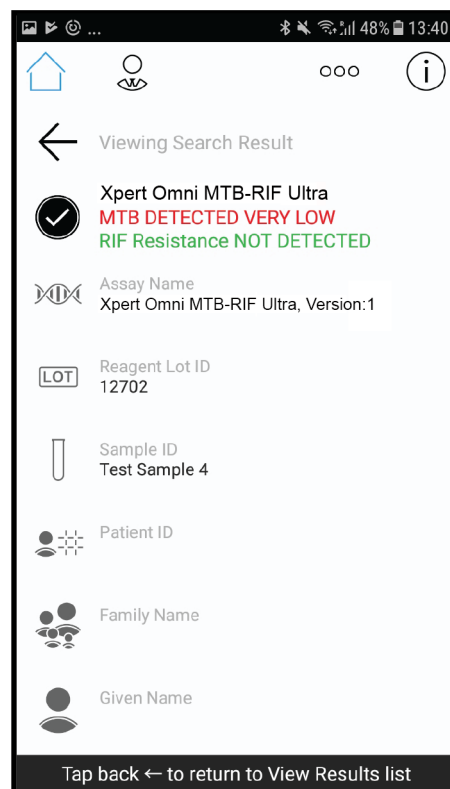 ... 48% 13:40
ooo i
← Viewing Search Result
Xpert Omni MTB-RIF Ultra
MTB DETECTED VERY LOW
RIF Resistance NOT DETECTED
Assay Name
Xpert Omni MTB-RIF Ultra, Version:1
LOT
Reagent Lot ID
12702
Sample ID
Test Sample 4
Patient ID
Family Name
Given Name
Tap back ← to return to View Results list